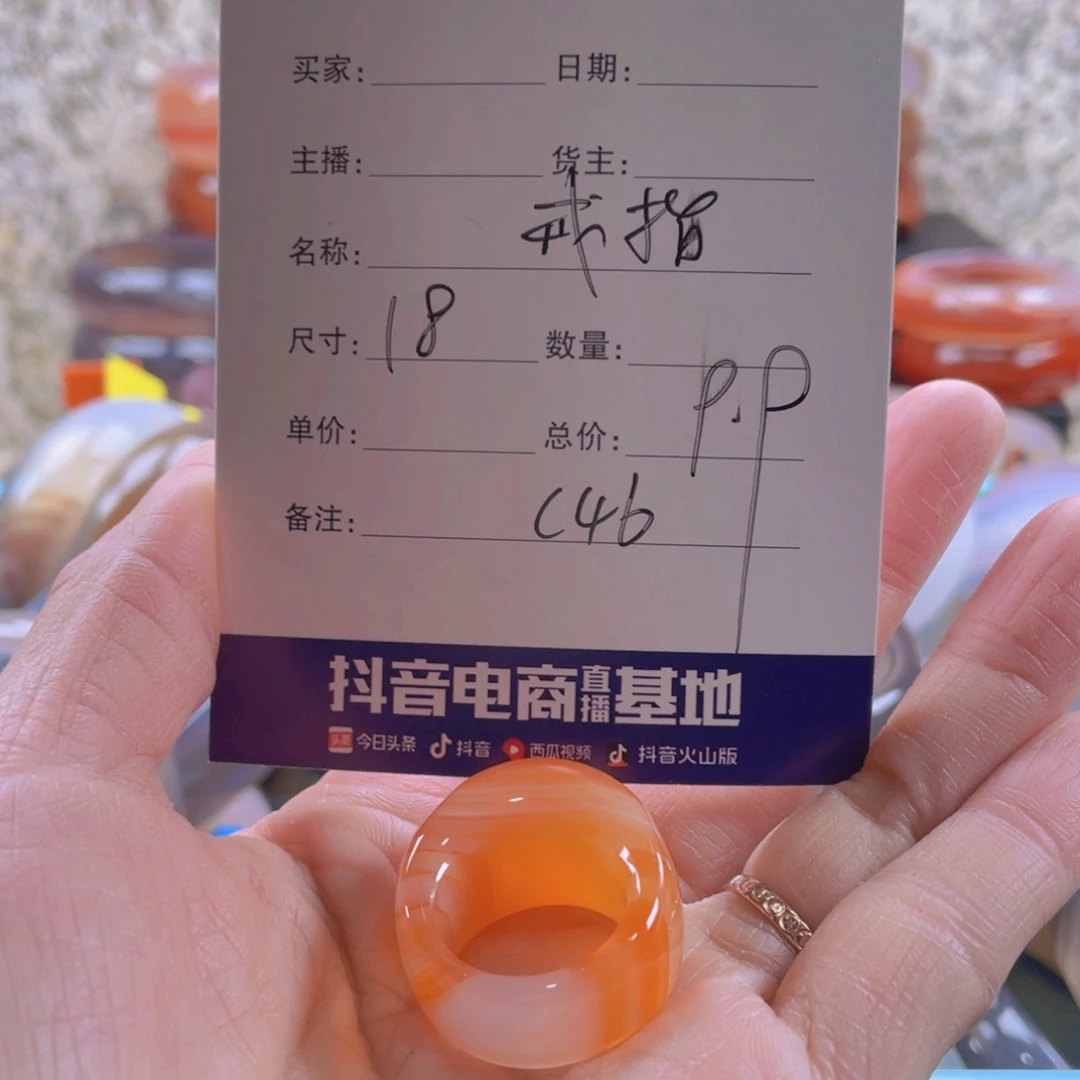 买家: 日期:
主播: 货主:
名称: 戒指
尺寸: 18 数量:
单价: 总价: P.P
备注: C46
抖音电商直播基地
头条 今日头条 抖音 西瓜视频 抖音火山版